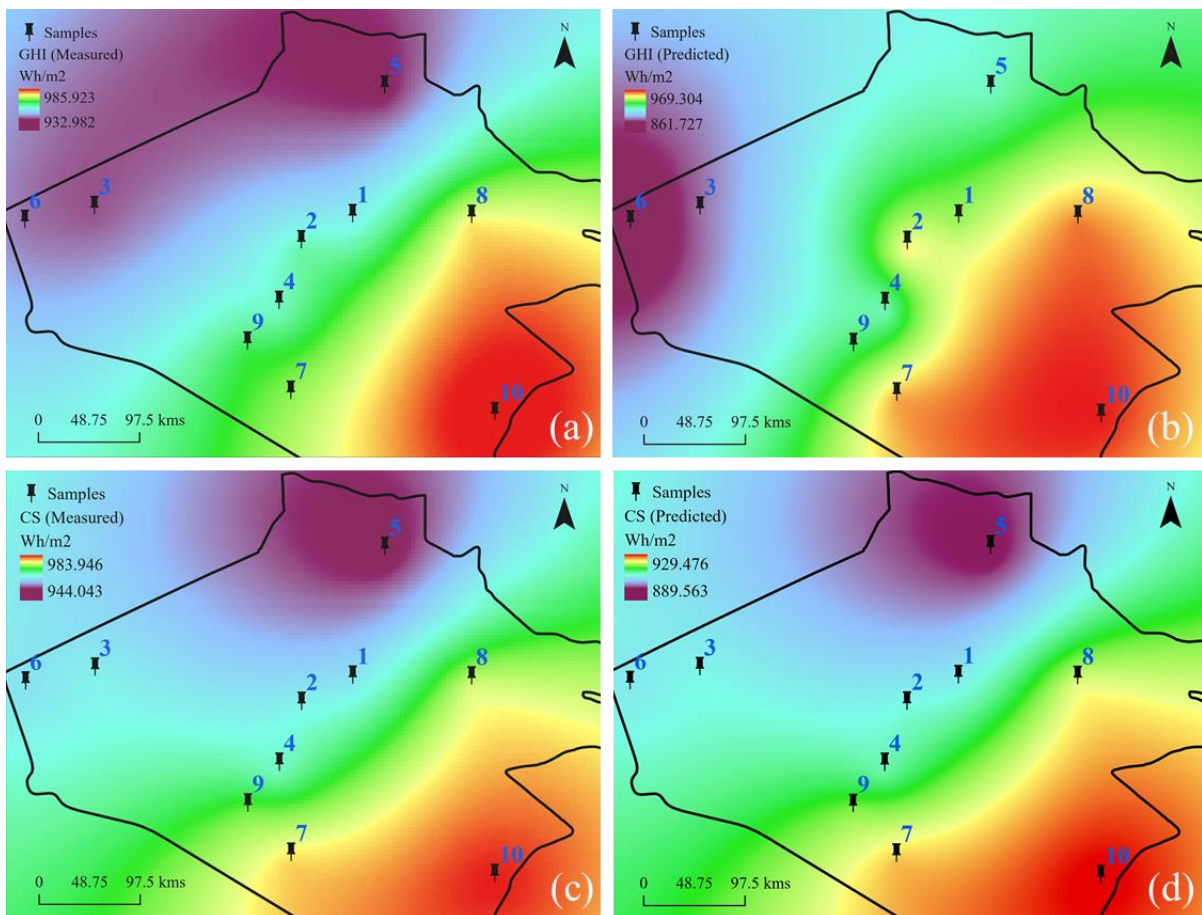 Samples
GHI (Measured)
Wh/m2
985.923
932.982
N
5
3
6
1
8
2
4
9
7
10
0 48.75 97.5 kms
(a)
Samples
GHI (Predicted)
Wh/m2
969.304
861.727
N
5
3
6
1
8
2
4
9
7
10
0 48.75 97.5 kms
(b)
Samples
CS (Measured)
Wh/m2
983.946
944.043
N
5
3
6
1
8
2
4
9
7
10
0 48.75 97.5 kms
(c)
Samples
CS (Predicted)
Wh/m2
929.476
889.563
N
5
3
6
1
8
2
4
9
7
10
0 48.75 97.5 kms
(d)